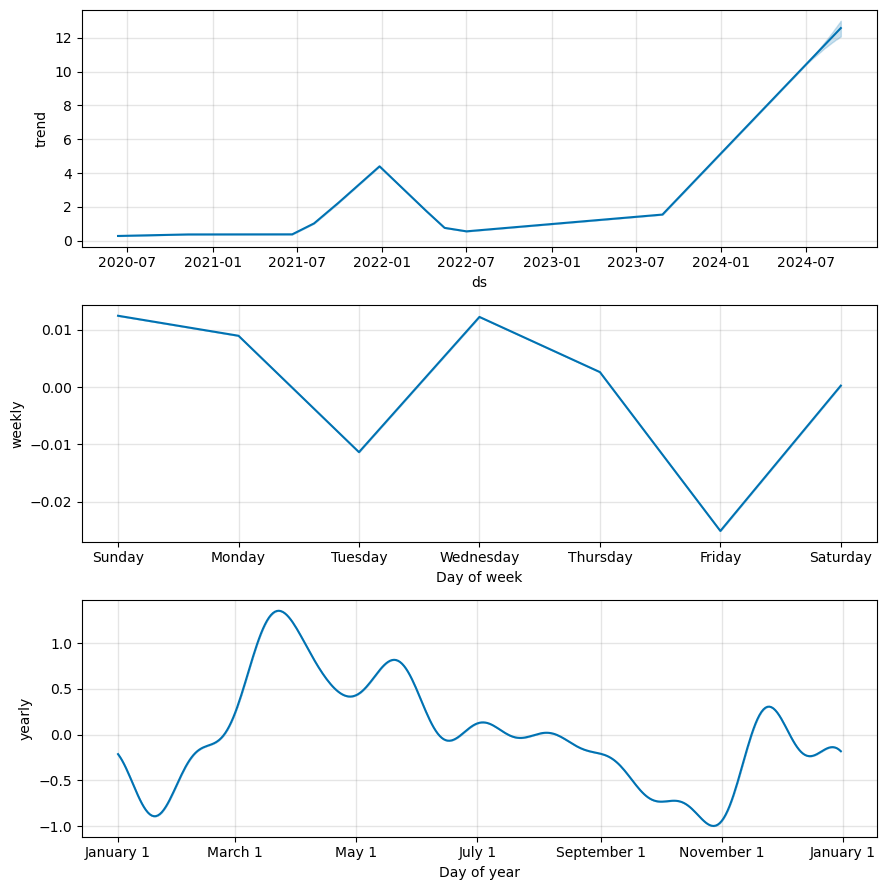 12
10
8
6
4
2
0
trend
2020-07 2021-01 2021-07 2022-01 2022-07 2023-01 2023-07 2024-01 2024-07
ds
0.01
0.00
−0.01
−0.02
weekly
Sunday Monday Tuesday Wednesday Thursday Friday Saturday
Day of week
1.0
0.5
0.0
−0.5
−1.0
yearly
January 1 March 1 May 1 July 1 September 1 November 1 January 1
Day of year